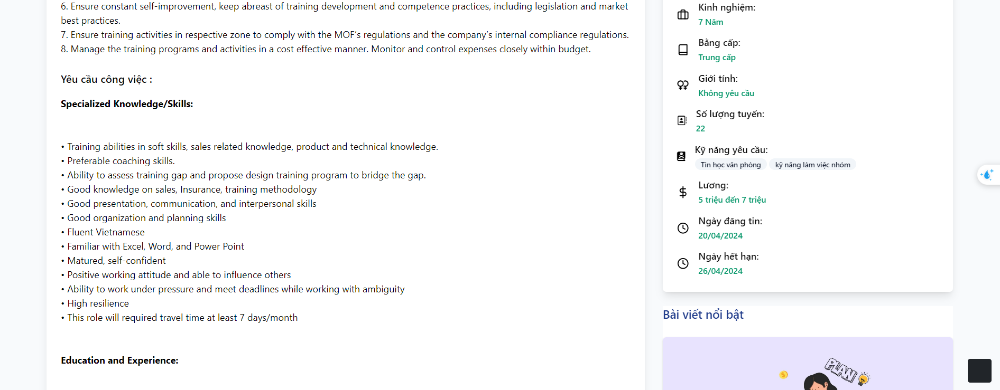 6. Ensure constant self-improvement, keep abreast of training development and competence practices, including legislation and market
best practices.
7. Ensure training activities in respective zone to comply with the MOF’s regulations and the company’s internal compliance regulations.
8. Manage the training programs and activities in a cost effective manner. Monitor and control expenses closely within budget.
Yêu cầu công việc :
Specialized Knowledge/Skills:
• Training abilities in soft skills, sales related knowledge, product and technical knowledge.
• Preferable coaching skills.
• Ability to assess training gap and propose design training program to bridge the gap.
• Good knowledge on sales, Insurance, training methodology
• Good presentation, communication, and interpersonal skills
• Good organization and planning skills
• Fluent Vietnamese
• Familiar with Excel, Word, and Power Point
• Matured, self-confident
• Positive working attitude and able to influence others
• Ability to work under pressure and meet deadlines while working with ambiguity
• High resilience
• This role will required travel time at least 7 days/month
Education and Experience:
Kinh nghiệm:
7 Năm
Bằng cấp:
Trung cấp
Giới tính:
Không yêu cầu
Số lượng tuyển:
22
Kỹ năng yêu cầu:
Tin học văn phòng kỹ năng làm việc nhóm
Lương:
5 triệu đến 7 triệu
Ngày đăng tin:
20/04/2024
Ngày hết hạn:
26/04/2024
Bài viết nổi bật
PLAN